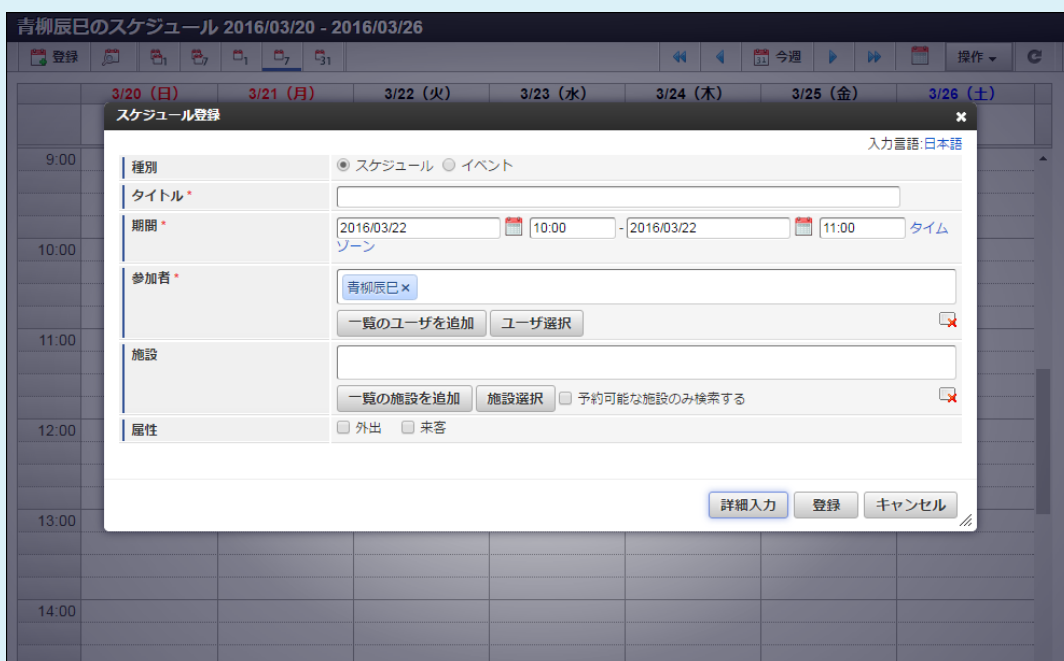 青柳辰巳のスケジュール 2016/03/20 - 2016/03/26
登録 1 7 1 7 31 31 今週 操作
3/20（日） 3/21（月） 3/22（火） 3/23（水） 3/24（木） 3/25（金） 3/26（土）
スケジュール登録
入力言語:日本語
9:00
種別 スケジュール イベント
タイトル *
期間 * 2016/03/22 10:00 - 2016/03/22 11:00 タイム
ゾーン
10:00
参加者 *
青柳辰巳 ×
一覧のユーザを追加 ユーザ選択
11:00
施設
一覧の施設を追加 施設選択 予約可能な施設のみ検索する
12:00
属性 外出 来客
詳細入力 登録 キャンセル
13:00
14:00